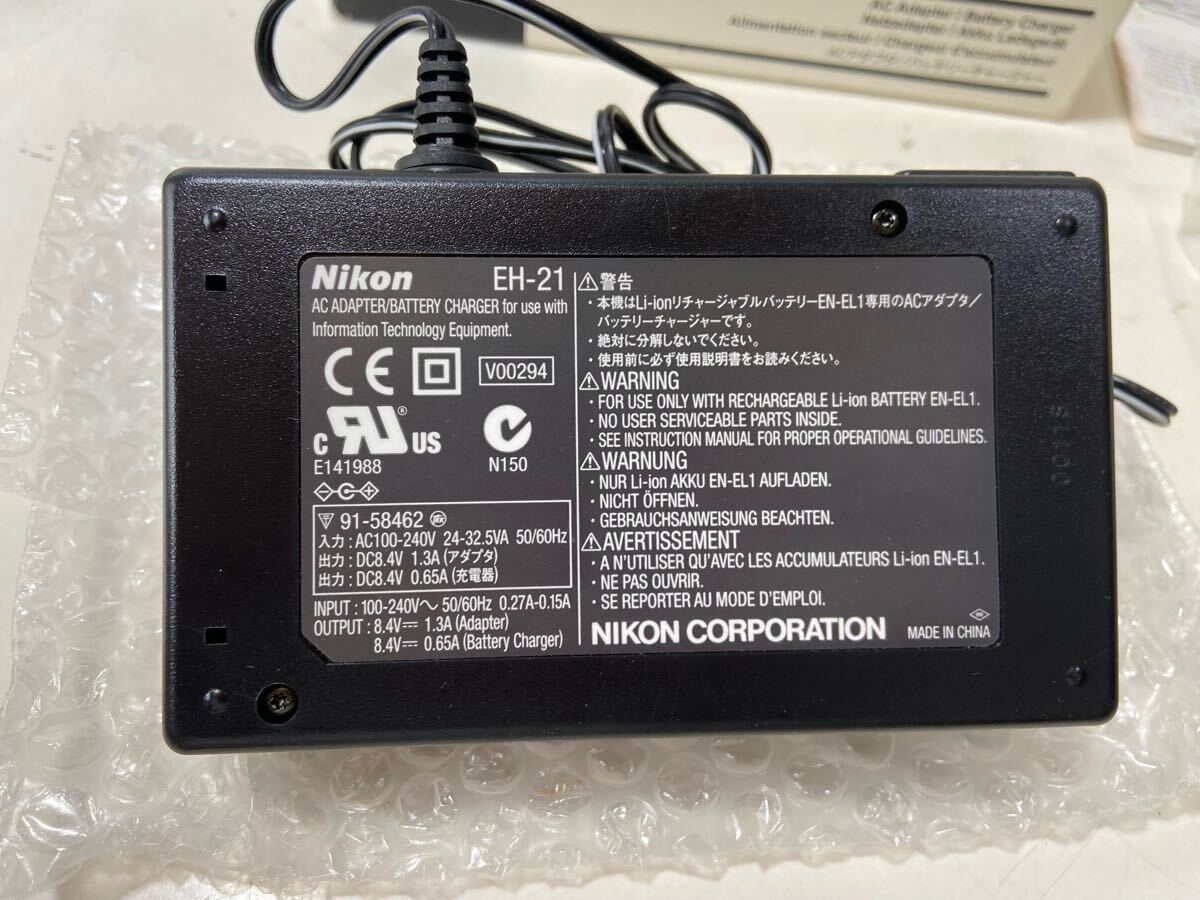 AC Adapter / Battery Charger
Netzadapter / Akku-Ladegerät
Alimentation secteur / Chargeur d'accumulateur
Nikon EH-21
AC ADAPTER/BATTERY CHARGER for use with
Information Technology Equipment.
CE V00294
C RU® US
E141988 N150
91-58462
入力 : AC100-240V 24-32.5VA 50/60Hz
出力 : DC8.4V 1.3A (アダプタ)
出力 : DC8.4V 0.65A (充電器)
INPUT : 100-240V～ 50/60Hz 0.27A-0.15A
OUTPUT : 8.4V⎓ 1.3A (Adapter)
8.4V⎓ 0.65A (Battery Charger)
⚠警告
・本機はLi-ionリチャージャブルバッテリーEN-EL1専用のACアダプタ/
バッテリーチャージャーです。
・絶対に分解しないでください。
・使用前に必ず使用説明書をお読みください。
⚠WARNING
・FOR USE ONLY WITH RECHARGEABLE Li-ion BATTERY EN-EL1.
・NO USER SERVICEABLE PARTS INSIDE.
・SEE INSTRUCTION MANUAL FOR PROPER OPERATIONAL GUIDELINES.
⚠WARNUNG
・NUR Li-ion AKKU EN-EL1 AUFLADEN.
・NICHT ÖFFNEN.
・GEBRAUCHSANWEISUNG BEACHTEN.
⚠AVERTISSEMENT
・A N'UTILISER QU'AVEC LES ACCUMULATEURS Li-ion EN-EL1.
・NE PAS OUVRIR.
・SE REPORTER AU MODE D'EMPLOI.
NIKON CORPORATION MADE IN CHINA